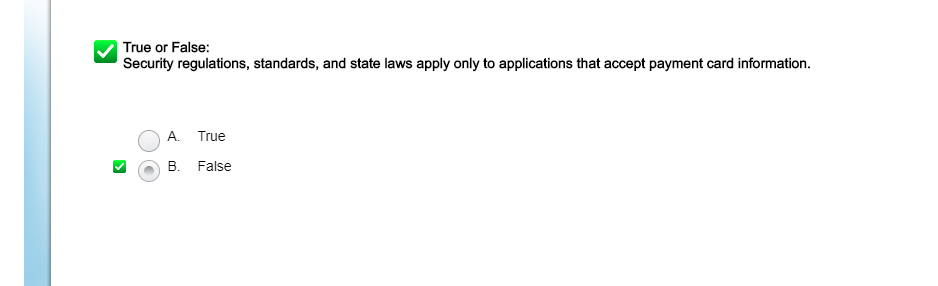 True or False:
Security regulations, standards, and state laws apply only to applications that accept payment card information.
A. True
B. False